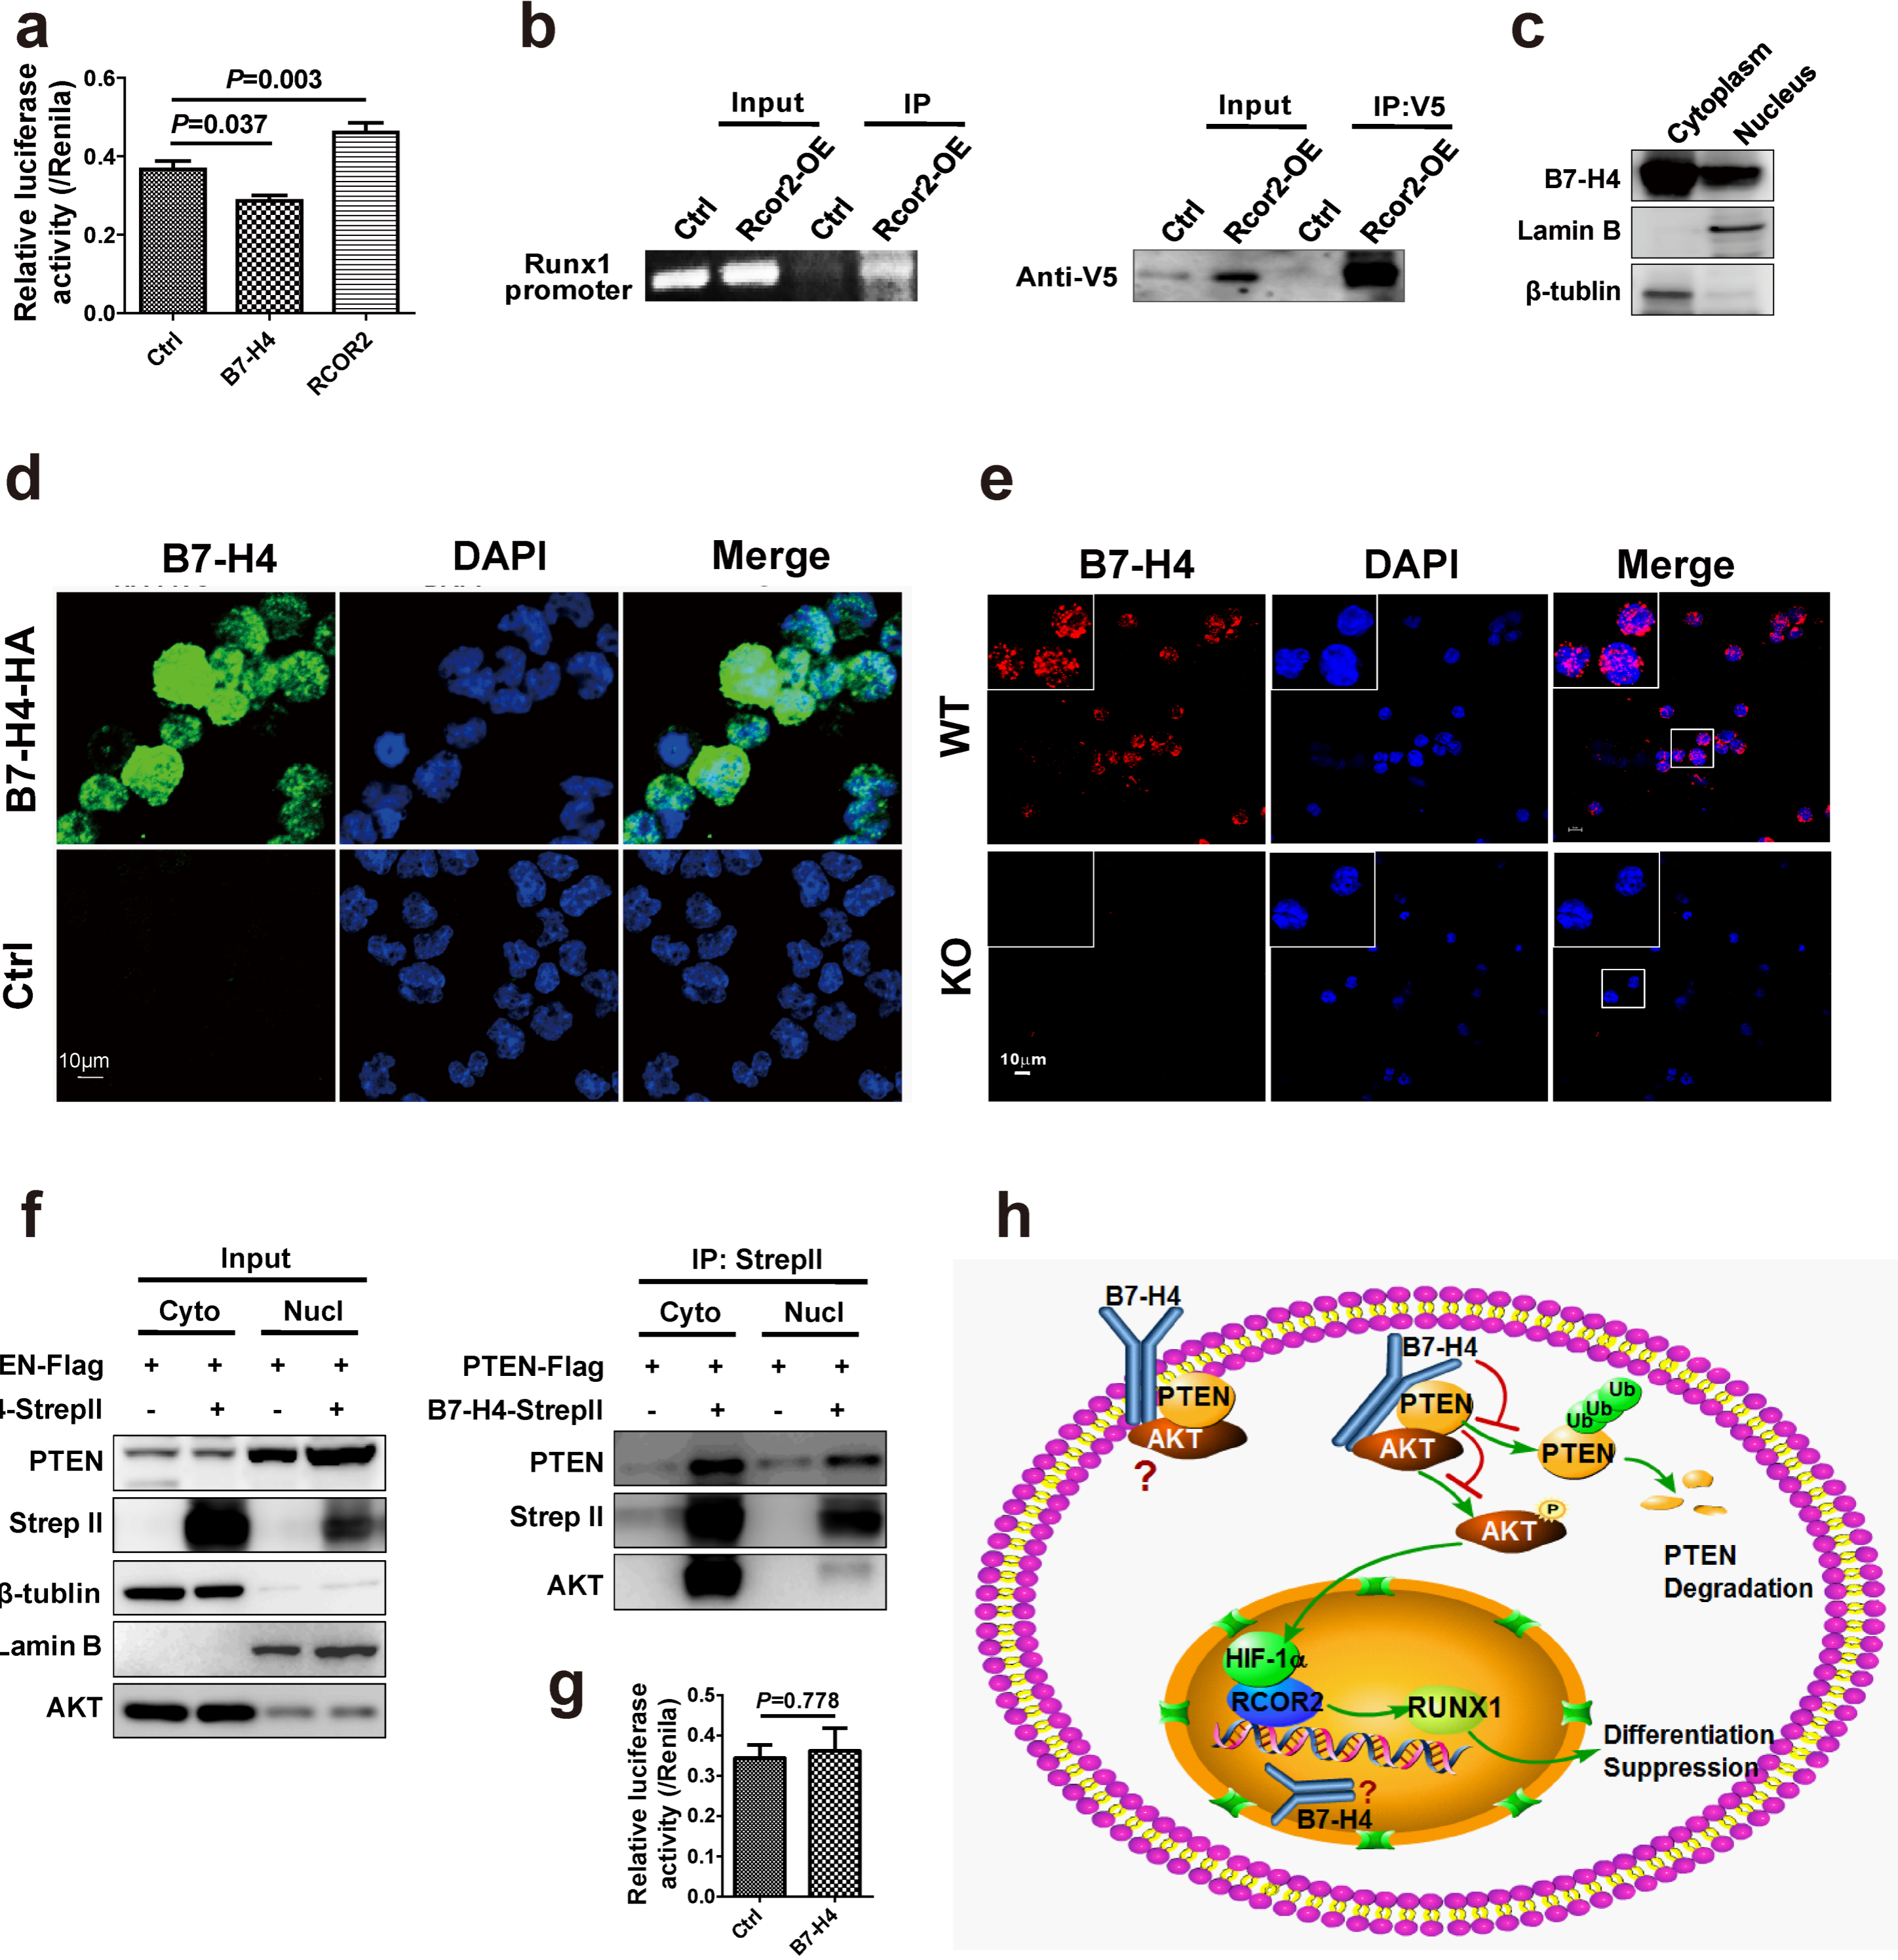 a
Relative luciferase
activity (/Renila)
0.6
0.4
0.2
0.0
P=0.003
P=0.037
Ctrl
B7-H4
RCOR2
b
Input
IP
Ctrl
Rcor2-OE
Ctrl
Rcor2-OE
Runx1
promoter
Input
IP:V5
Ctrl
Rcor2-OE
Ctrl
Rcor2-OE
Anti-V5
c
Cytoplasm
Nucleus
B7-H4
Lamin B
β-tublin
d
B7-H4
DAPI
Merge
B7-H4-HA
Ctrl
10μm
e
B7-H4
DAPI
Merge
WT
KO
10μm
f
Input
Cyto
Nucl
EN-Flag
+ + + +
4-StrepII
- + - +
PTEN
Strep II
β-tublin
Lamin B
AKT
IP: StrepII
Cyto
Nucl
PTEN-Flag
+ + + +
B7-H4-StrepII
- + - +
PTEN
Strep II
AKT
g
Relative luciferase
activity (/Renila)
0.5
0.4
0.3
0.2
0.1
0.0
P=0.778
Ctrl
B7-H4
h
B7-H4
PTEN
AKT
?
B7-H4
PTEN
AKT
Ub
Ub
Ub
PTEN
P
AKT
PTEN
Degradation
HIF-1α
RCOR2
RUNX1
Differentiation
Suppression
?
B7-H4